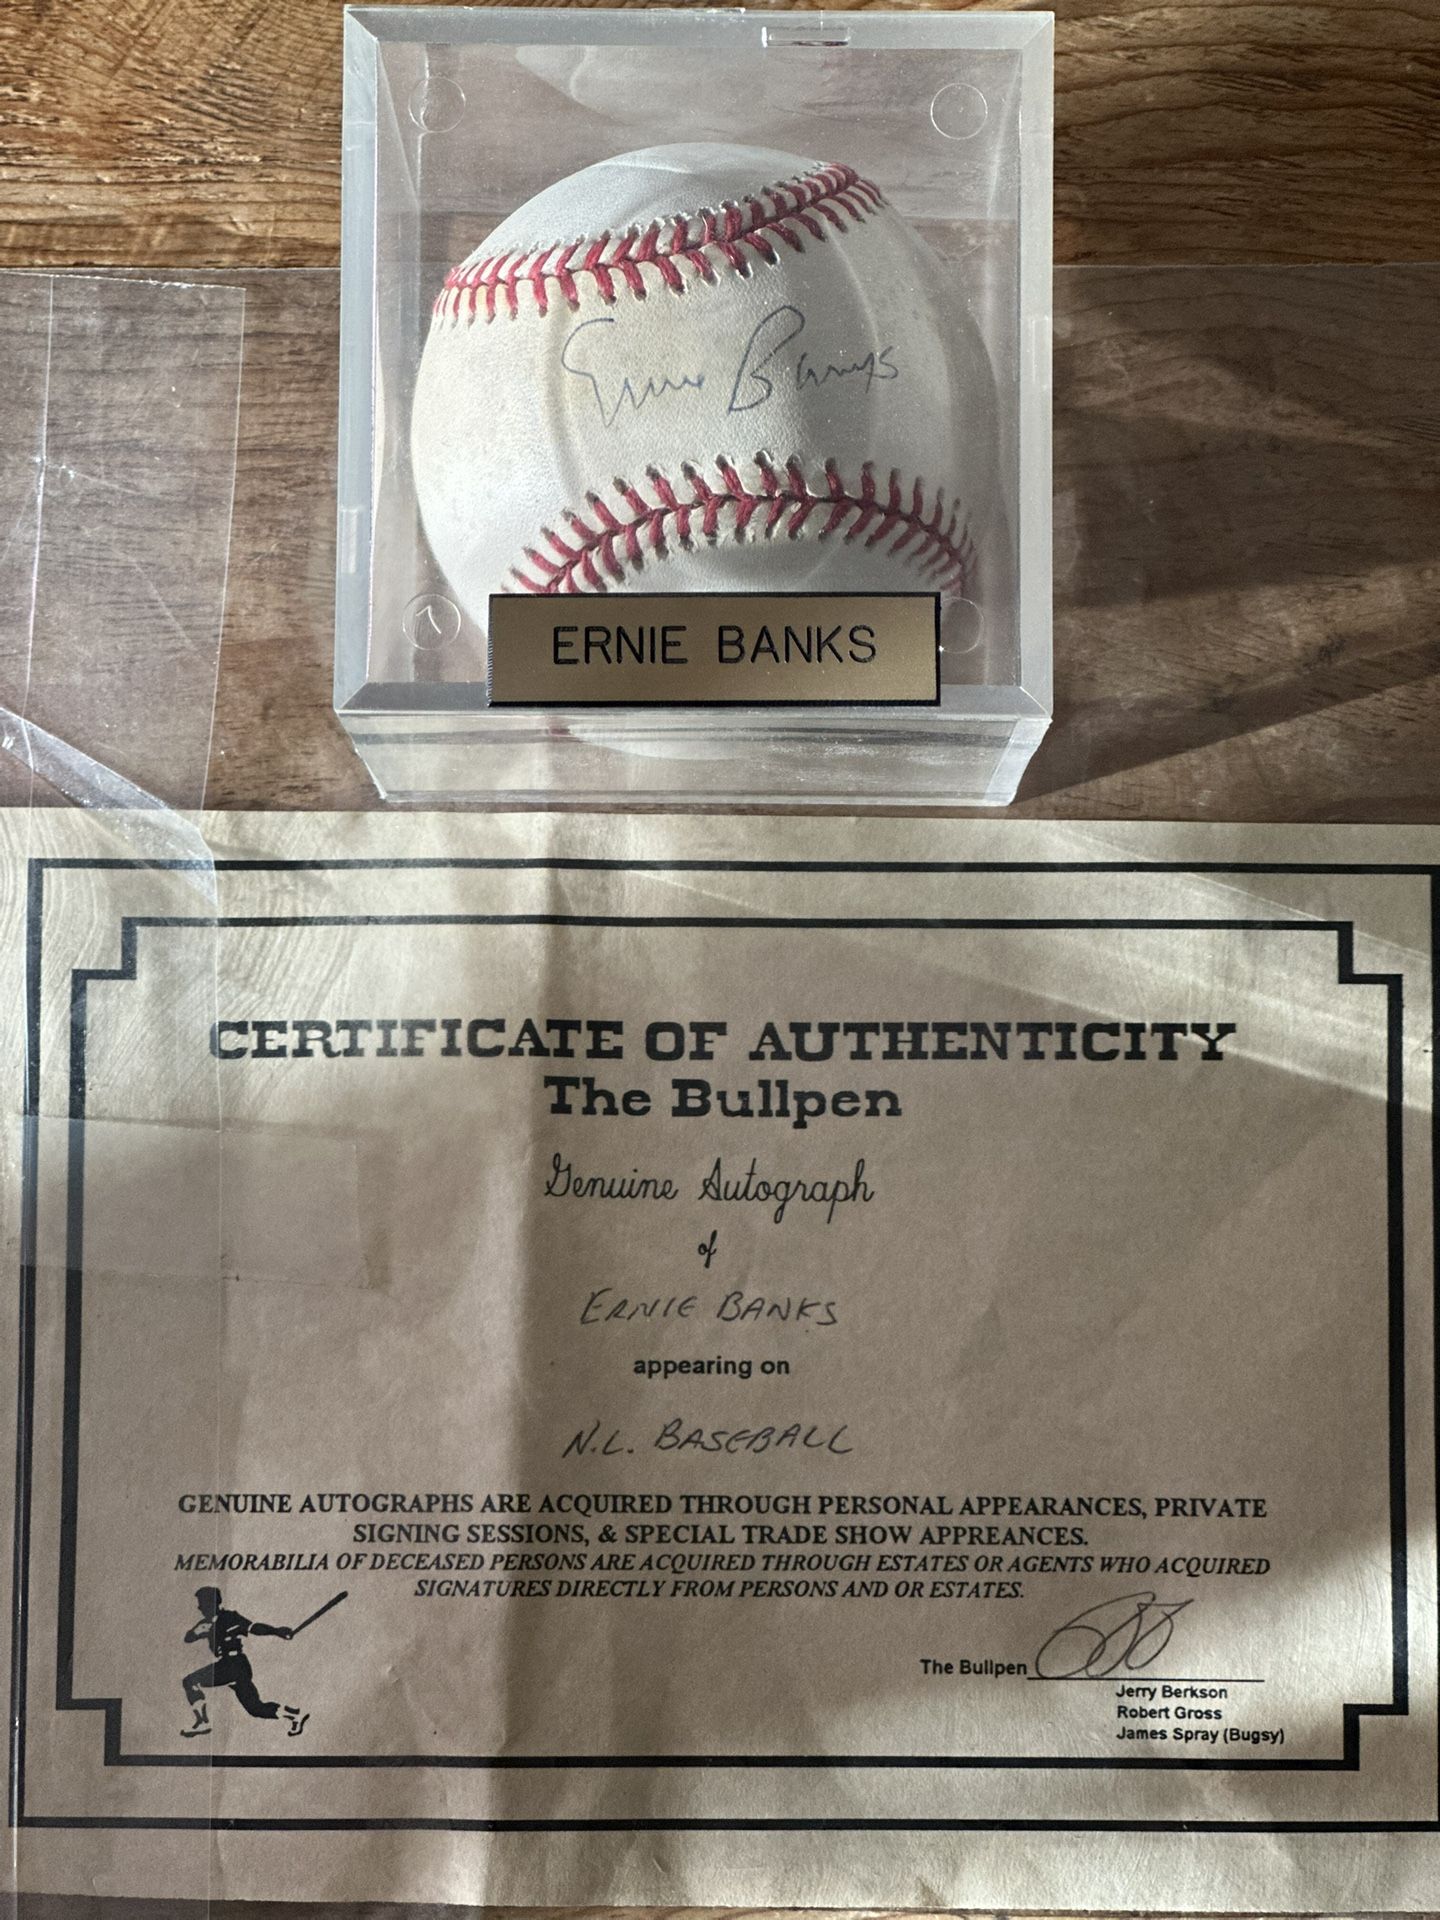 Ernie Banks
ERNIE BANKS
CERTIFICATE OF AUTHENTICITY
The Bullpen
Genuine Autograph
of
ERNIE BANKS
appearing on
N.L. BASEBALL
GENUINE AUTOGRAPHS ARE ACQUIRED THROUGH PERSONAL APPEARANCES, PRIVATE
SIGNING SESSIONS, & SPECIAL TRADE SHOW APPREANCES.
MEMORABILIA OF DECEASED PERSONS ARE ACQUIRED THROUGH ESTATES OR AGENTS WHO ACQUIRED
SIGNATURES DIRECTLY FROM PERSONS AND OR ESTATES.
The Bullpen
Jerry Berkson
Robert Gross
James Spray (Bugsy)